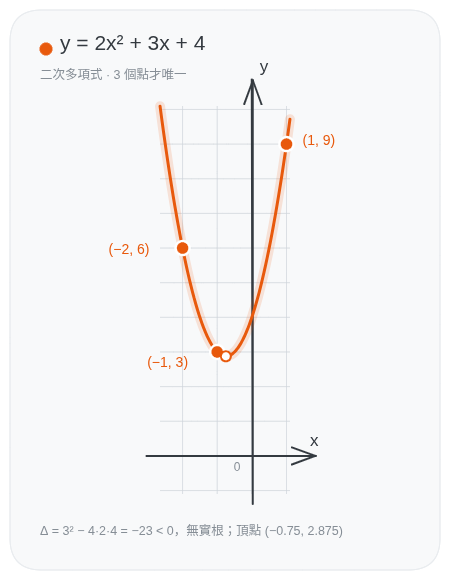 y = 2x² + 3x + 4
二次多項式 · 3 個點才唯一
y
(1, 9)
(−2, 6)
(−1, 3)
x
0
Δ = 3² − 4·2·4 = −23 < 0，無實根；頂點 (−0.75, 2.875)